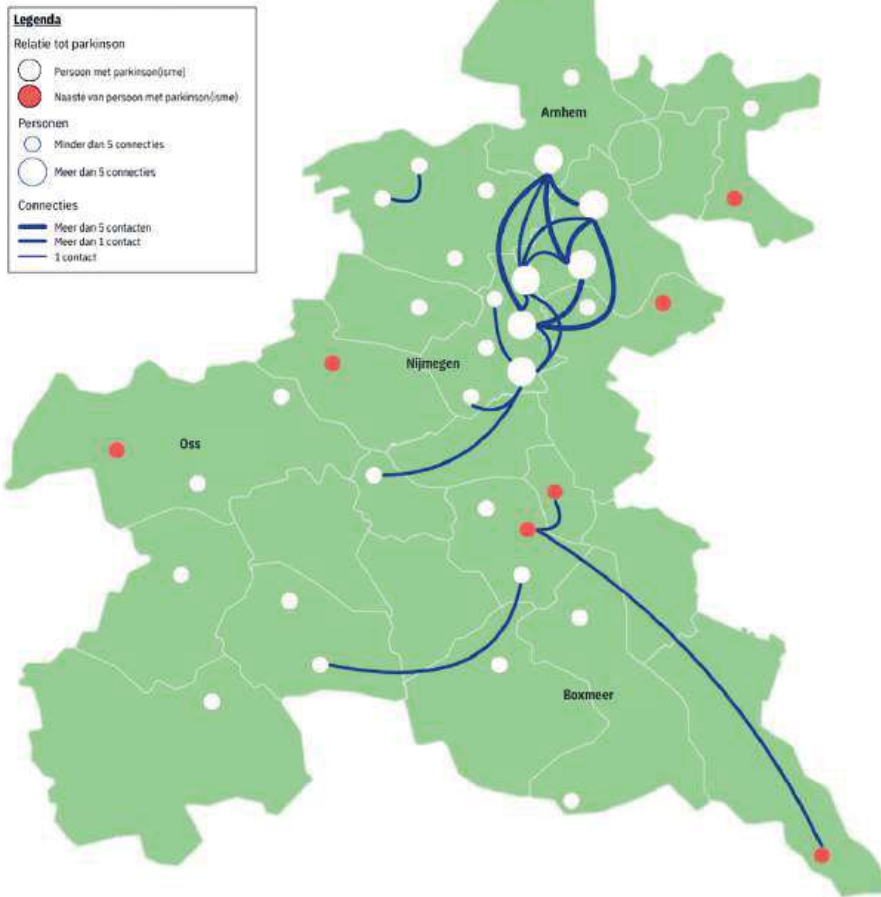 Legenda
Relatie tot parkinson
Persoon met parkinson(isme)
Naaste van persoon met parkinson(isme)
Personen
Minder dan 5 connecties
Meer dan 5 connecties
Connecties
Meer dan 5 contacten
Meer dan 1 contact
1 contact
Arnhem
Nijmegen
Oss
Boxmeer